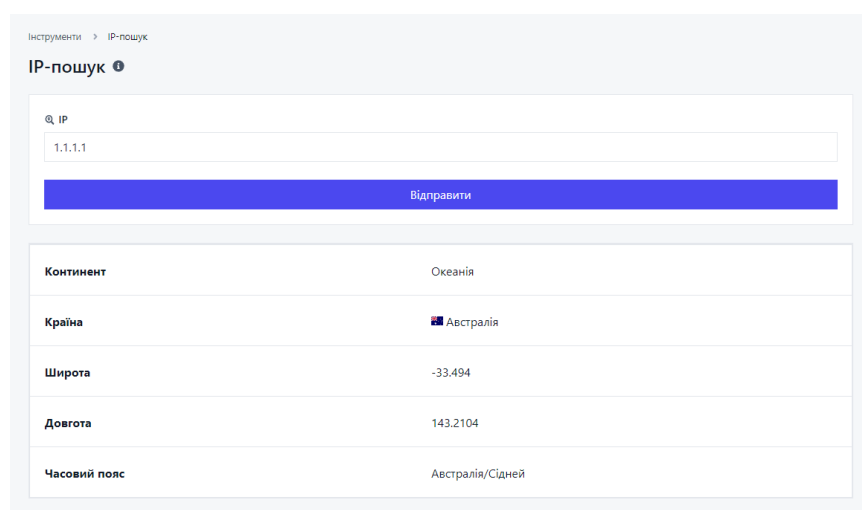 Інструменти > IP-пошук
IP-пошук
IP
1.1.1.1
Відправити
Континент Океанія
Країна Австралія
Широта -33.494
Довгота 143.2104
Часовий пояс Австралія/Сідней